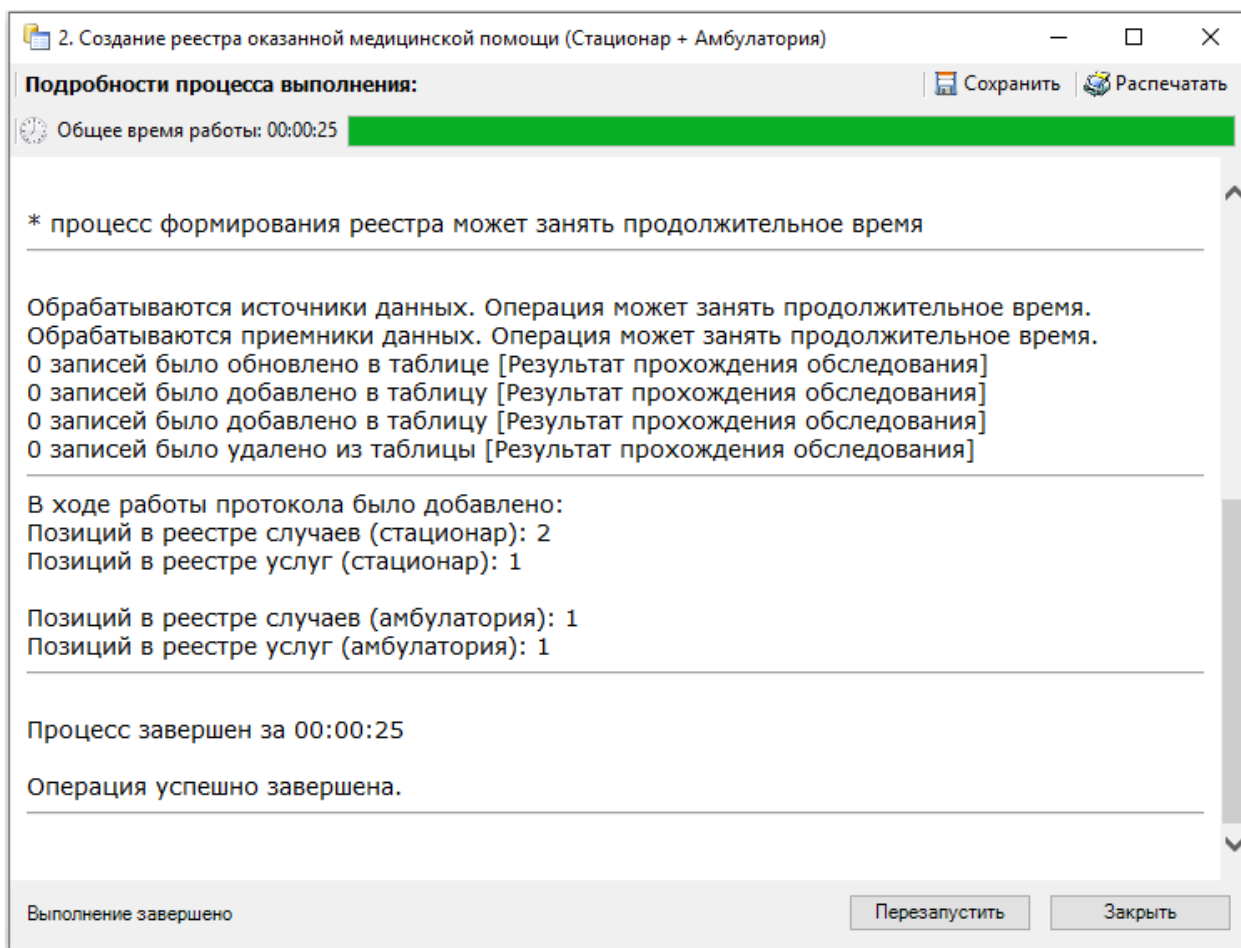 2. Создание реестра оказанной медицинской помощи (Стационар + Амбулатория)
Подробности процесса выполнения:
Сохранить
Распечатать
Общее время работы: 00:00:25
* процесс формирования реестра может занять продолжительное время
Обрабатываются источники данных. Операция может занять продолжительное время.
Обрабатываются приемники данных. Операция может занять продолжительное время.
0 записей было обновлено в таблице [Результат прохождения обследования]
0 записей было добавлено в таблицу [Результат прохождения обследования]
0 записей было добавлено в таблицу [Результат прохождения обследования]
0 записей было удалено из таблицы [Результат прохождения обследования]
В ходе работы протокола было добавлено:
Позиций в реестре случаев (стационар): 2
Позиций в реестре услуг (стационар): 1
Позиций в реестре случаев (амбулатория): 1
Позиций в реестре услуг (амбулатория): 1
Процесс завершен за 00:00:25
Операция успешно завершена.
Выполнение завершено
Перезапустить
Закрыть